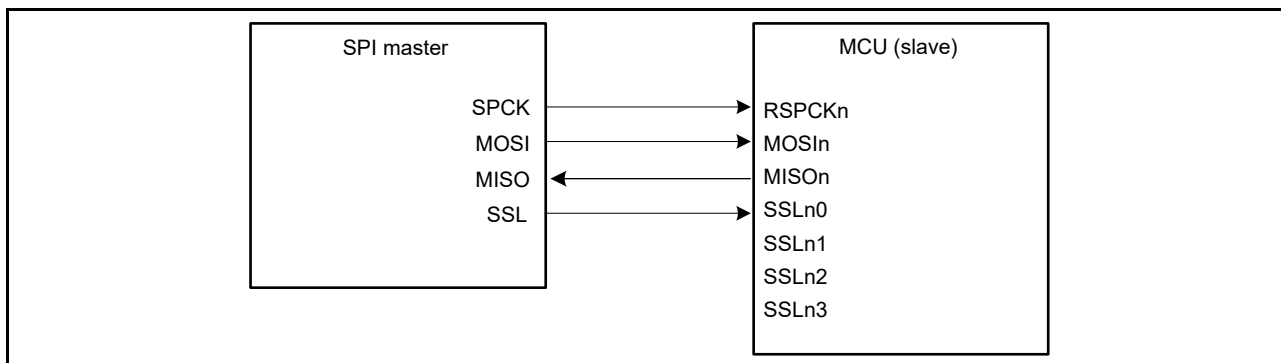 SPI master
SPCK
MOSI
MISO
SSL
MCU (slave)
RSPCKn
MOSIn
MISOn
SSLn0
SSLn1
SSLn2
SSLn3